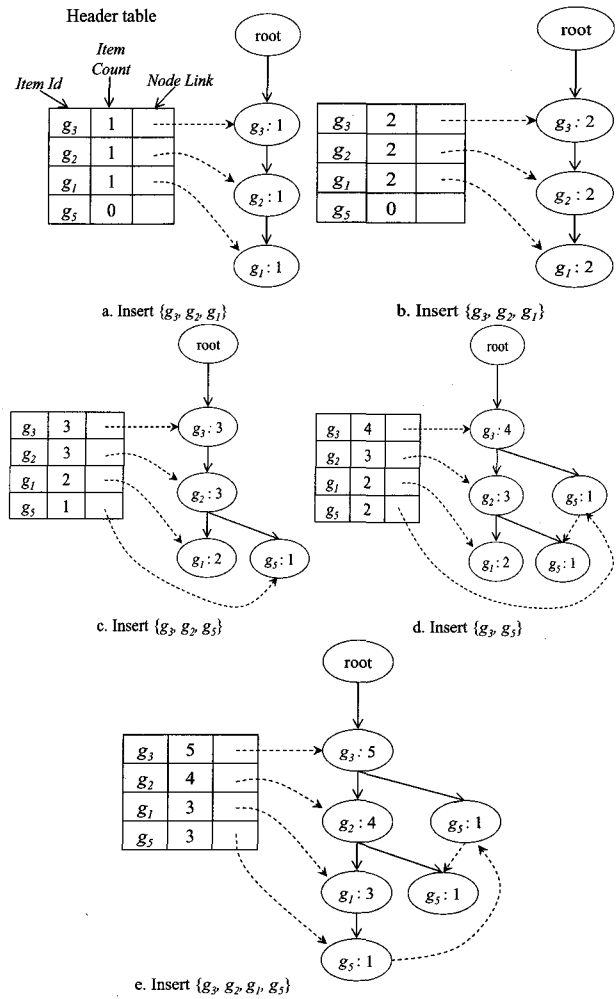 Header table
Item
Count
Item Id
Node Link
root
g3 1
g2 1
g1 1
g5 0
g3 : 1
g2 : 1
g1 : 1
a. Insert {g3, g2, g1}
root
g3 2
g2 2
g1 2
g5 0
g3 : 2
g2 : 2
g1 : 2
b. Insert {g3, g2, g1}
root
g3 3
g2 3
g1 2
g5 1
g3 : 3
g2 : 3
g1 : 2
g5 : 1
c. Insert {g3, g2, g5}
root
g3 4
g2 3
g1 2
g5 2
g3 : 4
g2 : 3
g5 : 1
g1 : 2
g5 : 1
d. Insert {g3, g5}
root
g3 5
g2 4
g1 3
g5 3
g3 : 5
g2 : 4
g5 : 1
g1 : 3
g5 : 1
g5 : 1
e. Insert {g3, g2, g1, g5}